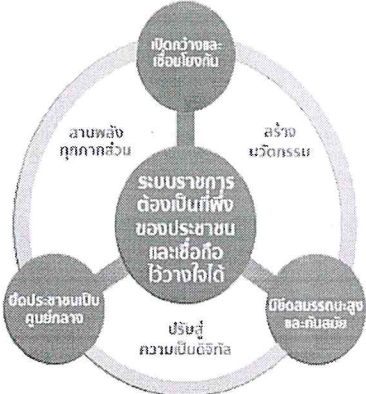 เปิดกว้างและ
เชื่อมโยงกัน
สานพลัง
ทุกภาคส่วน
สร้าง
นวัตกรรม
ระบบราชการ
ต้องเป็นที่พึ่ง
ของประชาชน
และเชื่อถือ
ไว้วางใจได้
ยึดประชาชนเป็น
ศูนย์กลาง
มีขีดสมรรถนะสูง
และทันสมัย
ปรับสู่
ความเป็นดิจิทัล